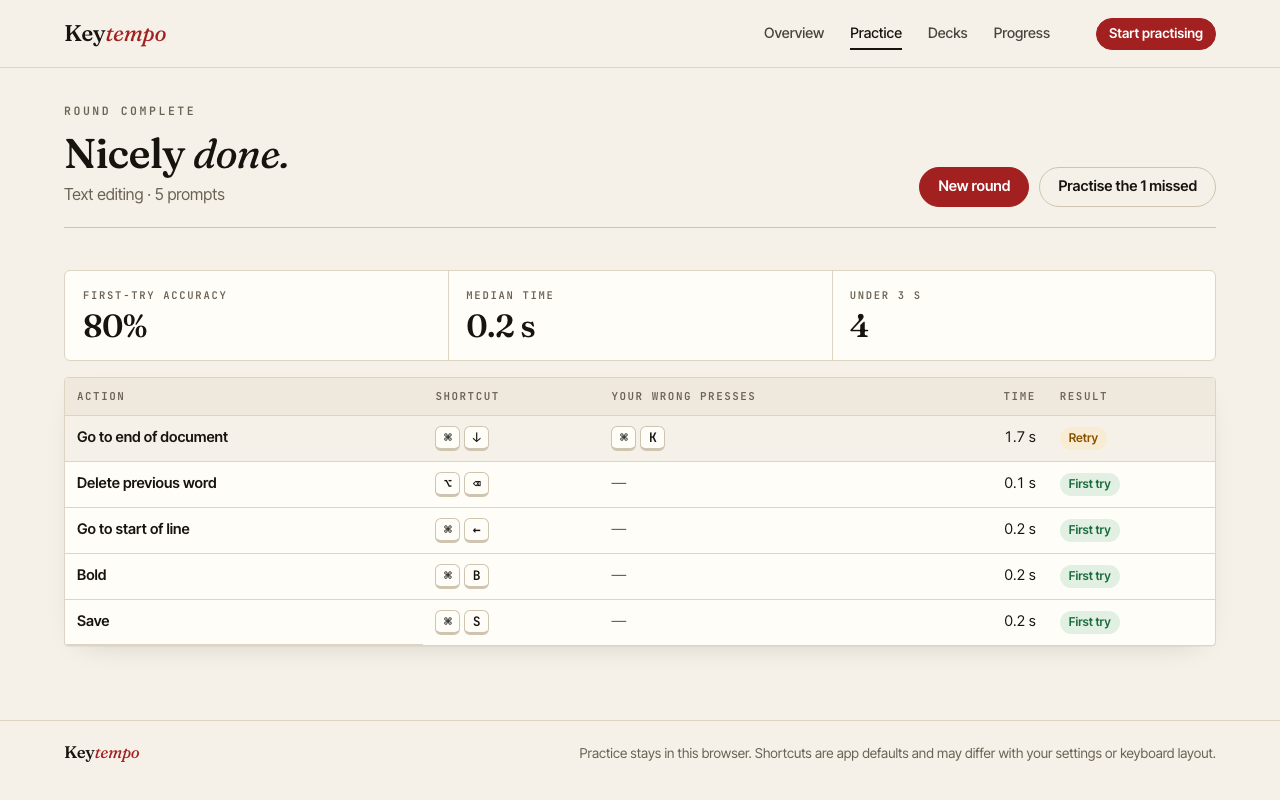 Keytempo
Overview Practice Decks Progress Start practising
ROUND COMPLETE
Nicely done.
Text editing · 5 prompts
New round Practise the 1 missed
FIRST-TRY ACCURACY MEDIAN TIME UNDER 3 S
80% 0.2 s 4
ACTION SHORTCUT YOUR WRONG PRESSES TIME RESULT
Go to end of document ⌘ ↓ ⌘ K 1.7 s Retry
Delete previous word ⌥ ⌫ — 0.1 s First try
Go to start of line ⌘ ← — 0.2 s First try
Bold ⌘ B — 0.2 s First try
Save ⌘ S — 0.2 s First try
Keytempo
Practice stays in this browser. Shortcuts are app defaults and may differ with your settings or keyboard layout.